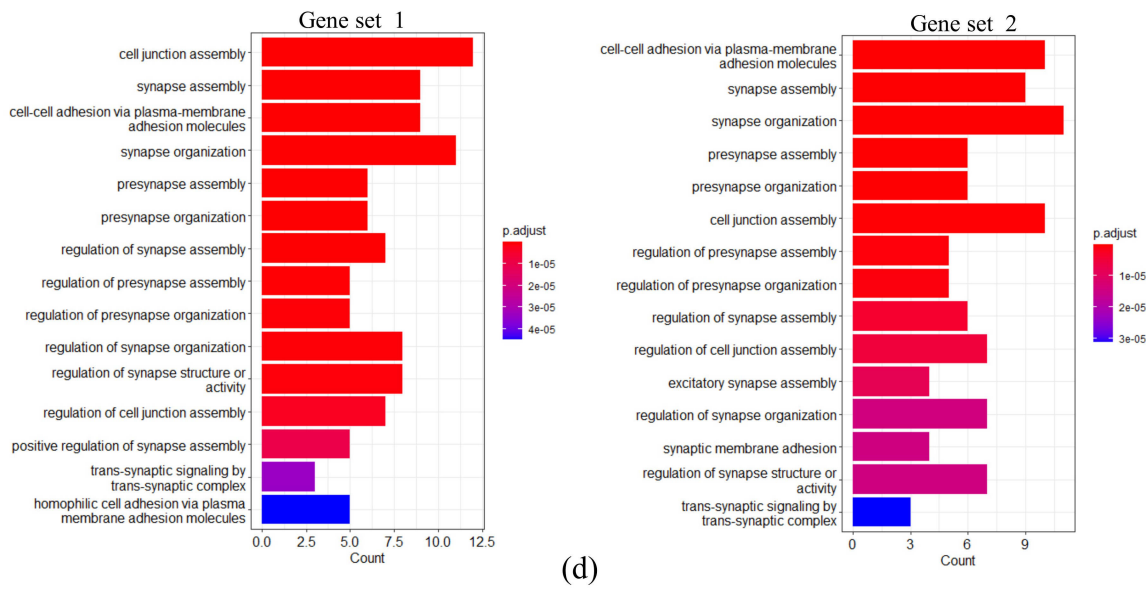 Gene set 1
cell junction assembly
synapse assembly
cell-cell adhesion via plasma-membrane
adhesion molecules
synapse organization
presynapse assembly
presynapse organization
regulation of synapse assembly
regulation of presynapse assembly
regulation of presynapse organization
regulation of synapse organization
regulation of synapse structure or
activity
regulation of cell junction assembly
positive regulation of synapse assembly
trans-synaptic signaling by
trans-synaptic complex
homophilic cell adhesion via plasma
membrane adhesion molecules
0.0 2.5 5.0 7.5 10.0 12.5
Count
p.adjust
1e-05
2e-05
3e-05
4e-05
Gene set 2
cell-cell adhesion via plasma-membrane
adhesion molecules
synapse assembly
synapse organization
presynapse assembly
presynapse organization
cell junction assembly
regulation of presynapse assembly
regulation of presynapse organization
regulation of synapse assembly
regulation of cell junction assembly
excitatory synapse assembly
regulation of synapse organization
synaptic membrane adhesion
regulation of synapse structure or
activity
trans-synaptic signaling by
trans-synaptic complex
0 3 6 9
Count
p.adjust
1e-05
2e-05
3e-05
(d)